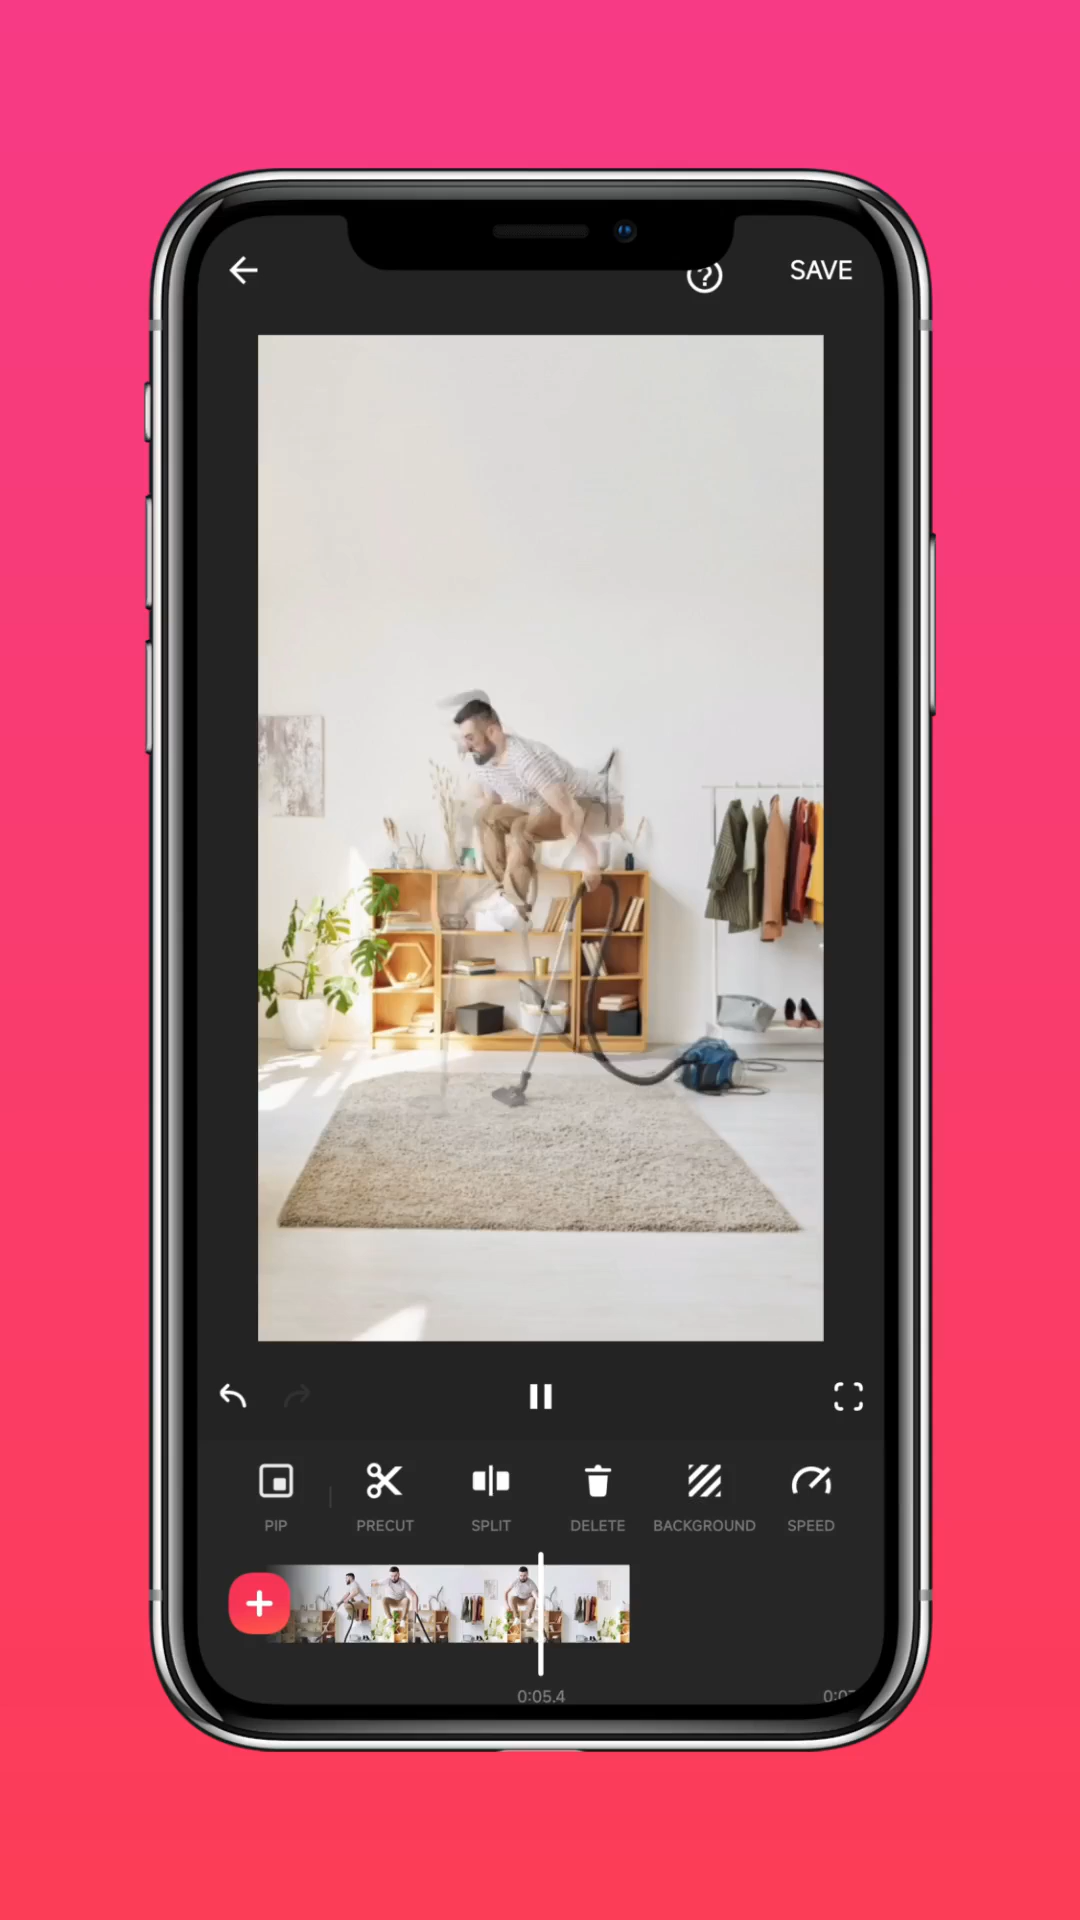 SAVE
PIP
PRECUT
SPLIT
DELETE
BACKGROUND
SPEED
0:05.4